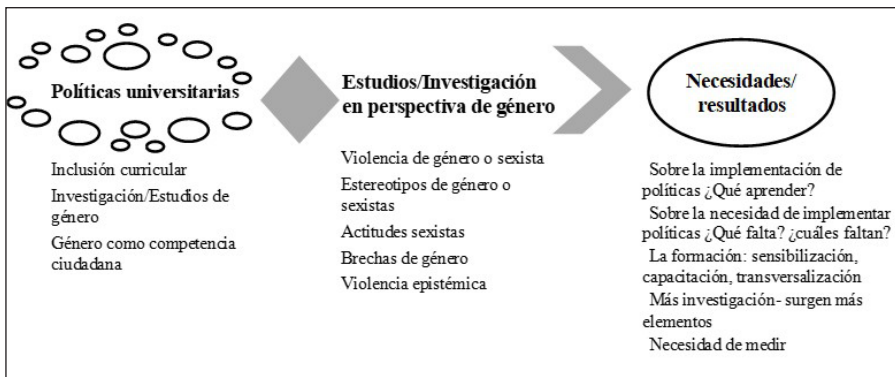 Políticas universitarias
Inclusión curricular
Investigación/Estudios de
género
Género como competencia
ciudadana
Estudios/Investigación
en perspectiva de género
Violencia de género o sexista
Estereotipos de género o
sexistas
Actitudes sexistas
Brechas de género
Violencia epistémica
Necesidades/
resultados
Sobre la implementación de
políticas ¿Qué aprender?
Sobre la necesidad de implementar
políticas ¿Qué falta? ¿cuáles faltan?
La formación: sensibilización,
capacitación, transversalización
Más investigación- surgen más
elementos
Necesidad de medir